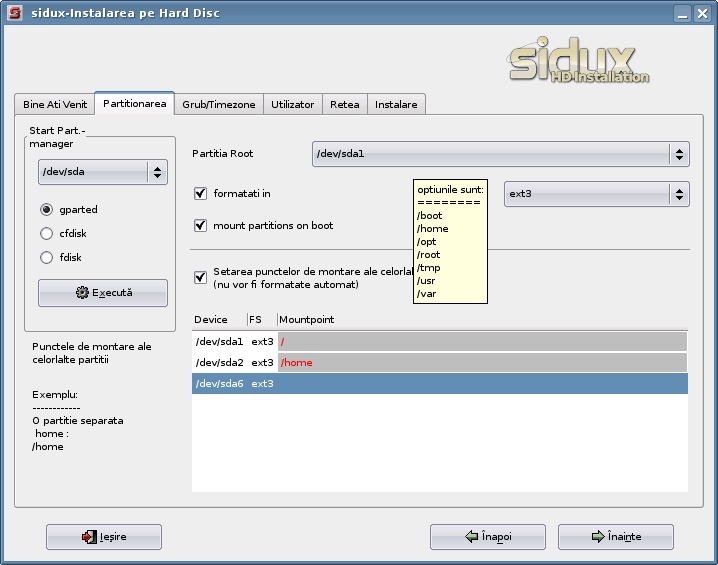 sidux-Instalarea pe Hard Disc
sidux
HD-Installation
Bine Ati Venit
Partitionarea
Grub/Timezone
Utilizator
Retea
Instalare
Start Part.-
manager
/dev/sda
gparted
cfdisk
fdisk
Execută
Punctele de montare ale
celorlalte partitii
Exemplu:
------------
O partitie separata
home :
/home
Partitia Root
/dev/sda1
formatati in
ext3
mount partitions on boot
optiunile sunt:
========
/boot
/home
/opt
/root
/tmp
/usr
/var
Setarea punctelor de montare ale
(nu vor fi formatate automat)
Device FS Mountpoint
/dev/sda1 ext3 /
/dev/sda2 ext3 /home
/dev/sda6 ext3
Ieşire
Înapoi
Înainte